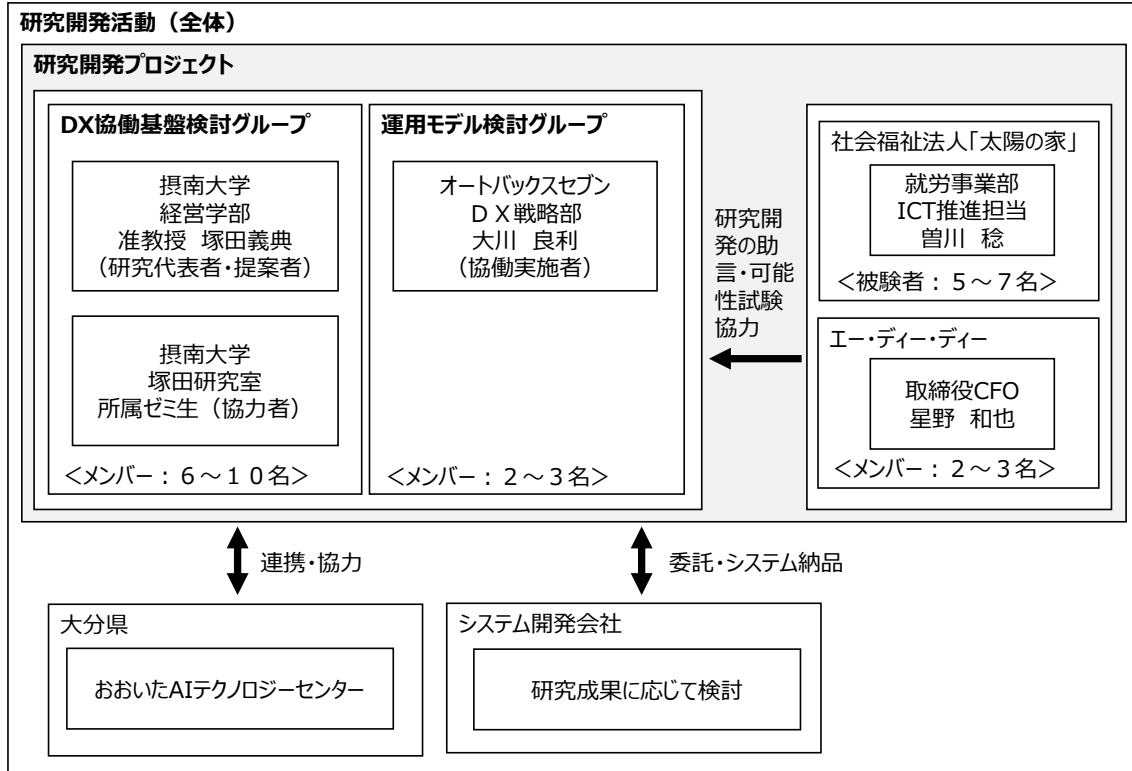 研究開発活動（全体）
研究開発プロジェクト
DX協働基盤検討グループ
摂南大学
経営学部
准教授 塚田義典
（研究代表者・提案者）
摂南大学
塚田研究室
所属ゼミ生（協力者）
＜メンバー：６～１０名＞
運用モデル検討グループ
オートバックスセブン
ＤＸ戦略部
大川 良利
（協働実施者）
＜メンバー：２～３名＞
研究開
発の助
言・可能
性試験
協力
社会福祉法人「太陽の家」
就労事業部
ICT推進担当
曽川 稔
＜被験者：５～７名＞
エー・ディー・ディー
取締役CFO
星野 和也
＜メンバー：２～３名＞
連携・協力
委託・システム納品
大分県
おおいたAIテクノロジーセンター
システム開発会社
研究成果に応じて検討